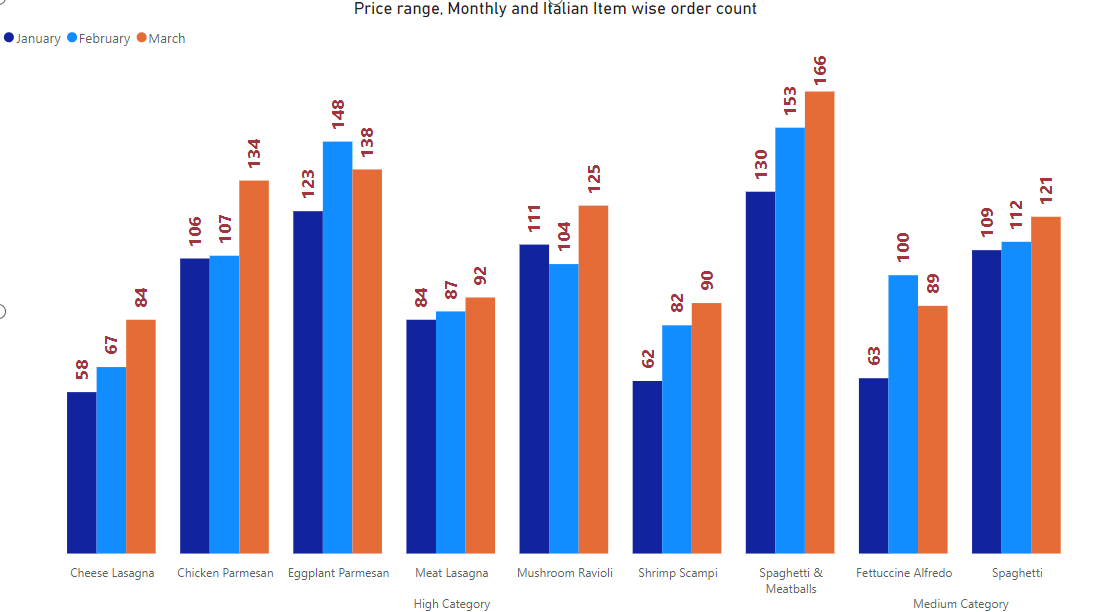 Price range, Monthly and Italian Item wise order count
January February March
58 67 84
106 107 134
123 148 138
84 87 92
111 104 125
62 82 90
130 153 166
63 100 89
109 112 121
Cheese Lasagna Chicken Parmesan Eggplant Parmesan Meat Lasagna Mushroom Ravioli Shrimp Scampi Spaghetti & Fettuccine Alfredo Spaghetti
Meatballs
High Category Medium Category